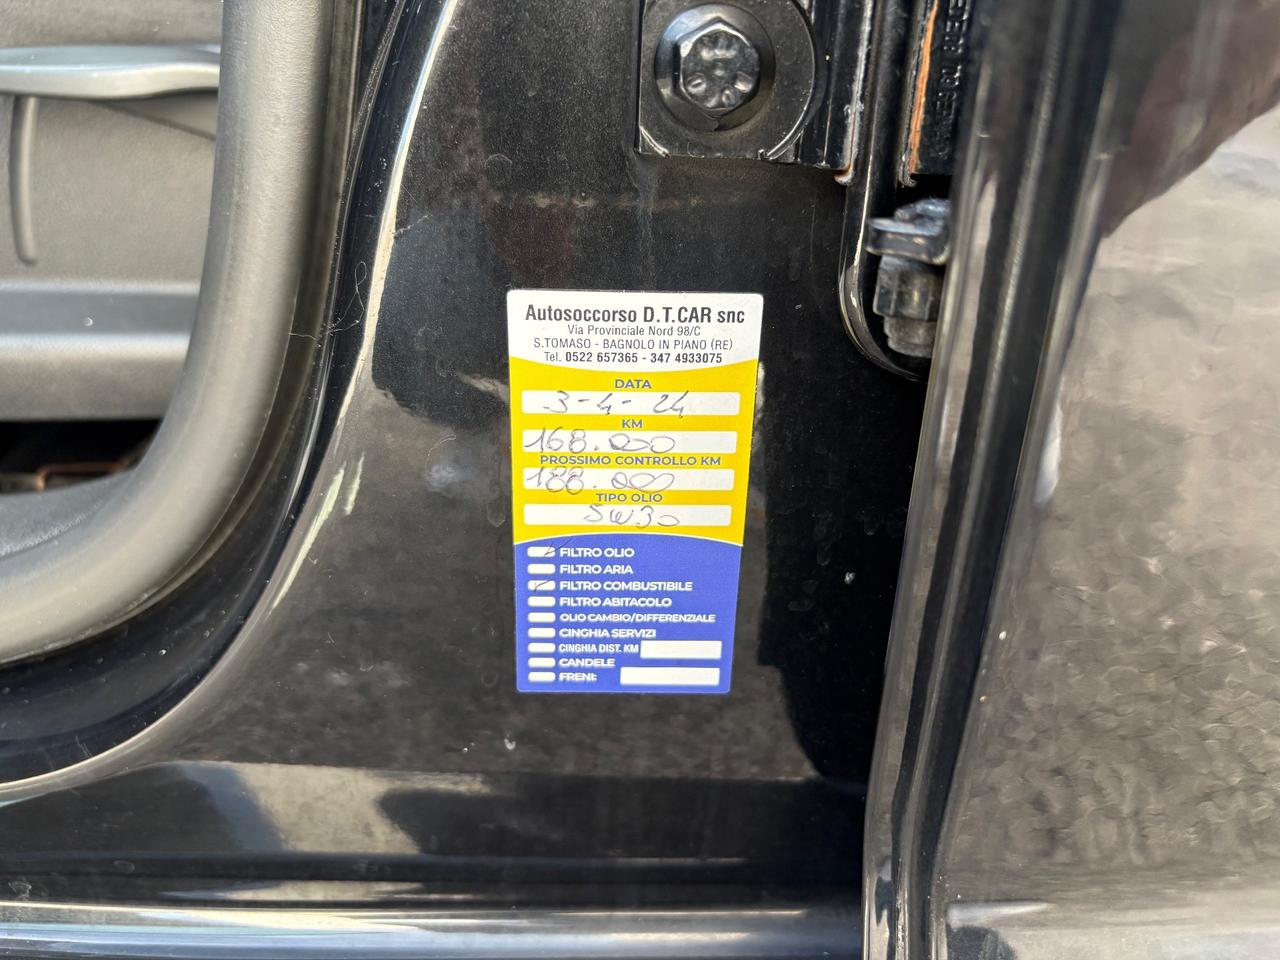 Autosoccorso D.T.CAR snc
Via Provinciale Nord 98/C
S.TOMASO - BAGNOLO IN PIANO (RE)
Tel. 0522 657365 - 347 4933075
DATA
3-4-24
KM
168.000
PROSSIMO CONTROLLO KM
188.000
TIPO OLIO
5W30
FILTRO OLIO
FILTRO ARIA
FILTRO COMBUSTIBILE
FILTRO ABITACOLO
OLIO CAMBIO/DIFFERENZIALE
CINGHIA SERVIZI
CINGHIA DIST. KM
CANDELE
FRENI: